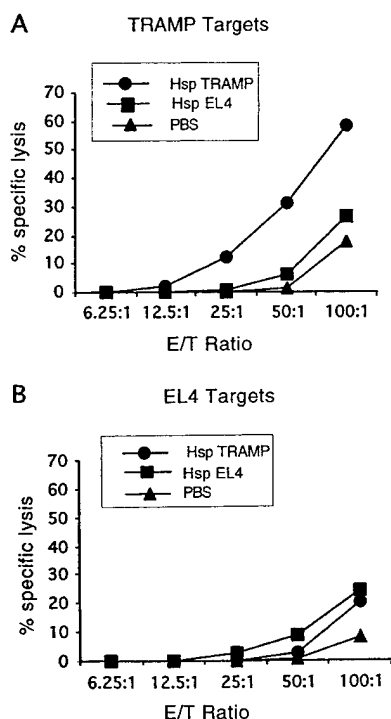 A
TRAMP Targets
Hsp TRAMP
Hsp EL4
PBS
70
60
50
40
30
20
10
0
% specific lysis
6.25:1 12.5:1 25:1 50:1 100:1
E/T Ratio
B
EL4 Targets
Hsp TRAMP
Hsp EL4
PBS
70
60
50
40
30
20
10
0
% specific lysis
6.25:1 12.5:1 25:1 50:1 100:1
E/T Ratio